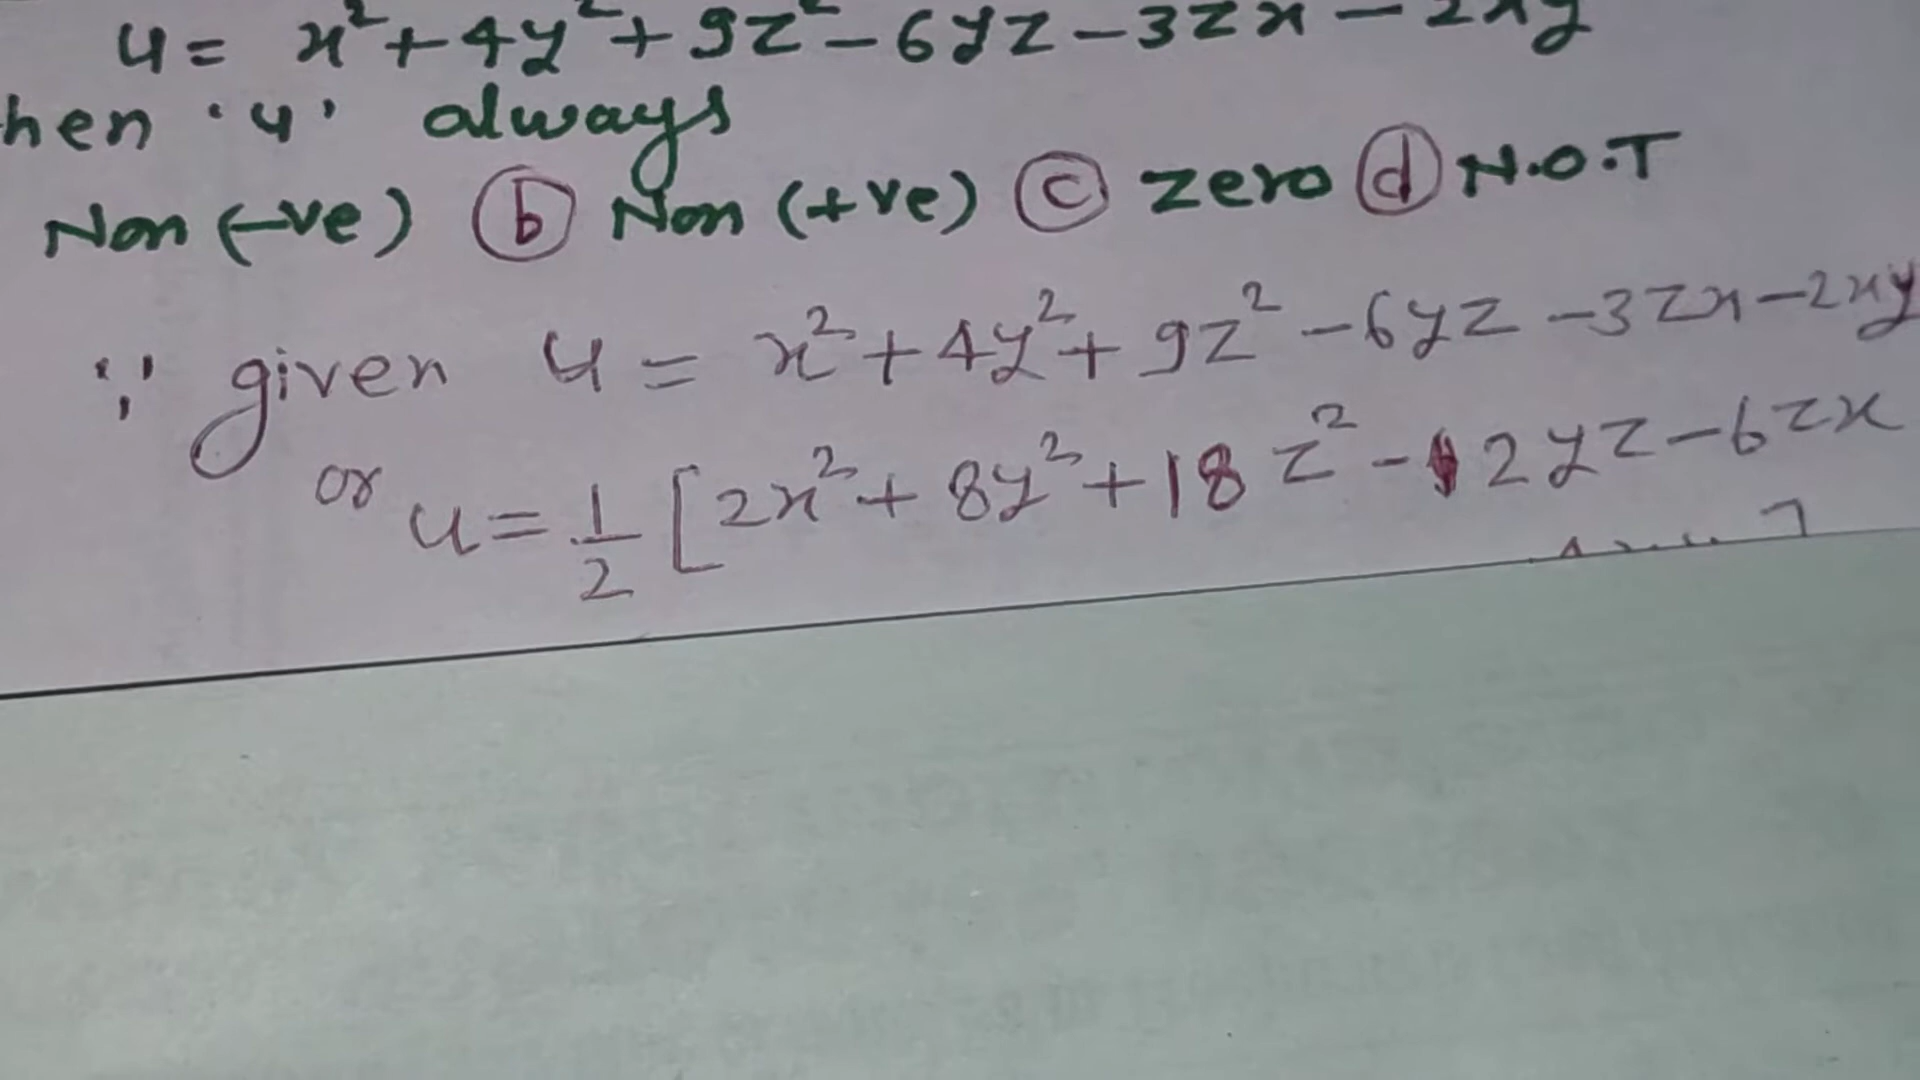 u = x²+4y²+9z²-6yz-3zx-2xy
hen 'u' always
Non (-ve) (b) Non (+ve) (c) zero (d) N.O.T
∵ given u = x²+4y²+9z²-6yz-3zx-2xy
or u = 1/2 [2x²+8y²+18z²-12yz-6zx